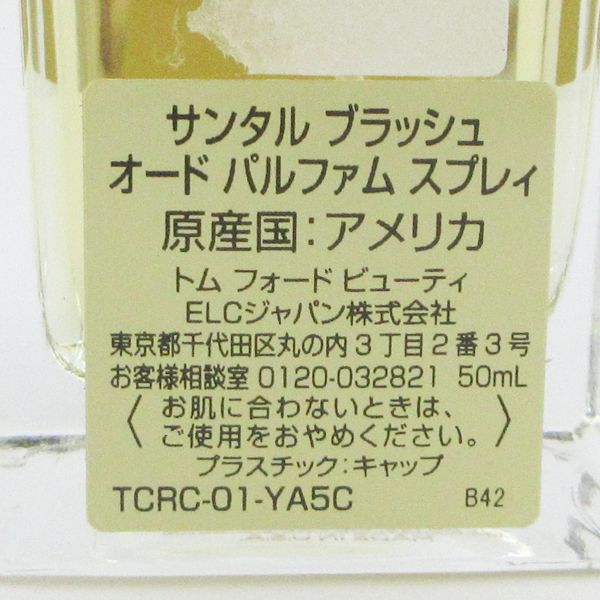 サンタル ブラッシュ
オード パルファム スプレィ
原産国:アメリカ
トム フォード ビューティ
ELCジャパン株式会社
東京都千代田区丸の内3丁目2番3号
お客様相談室 0120-032821 50mL
〈お肌に合わないときは、
ご使用をおやめください。〉
プラスチック:キャップ
TCRC-01-YA5C B42